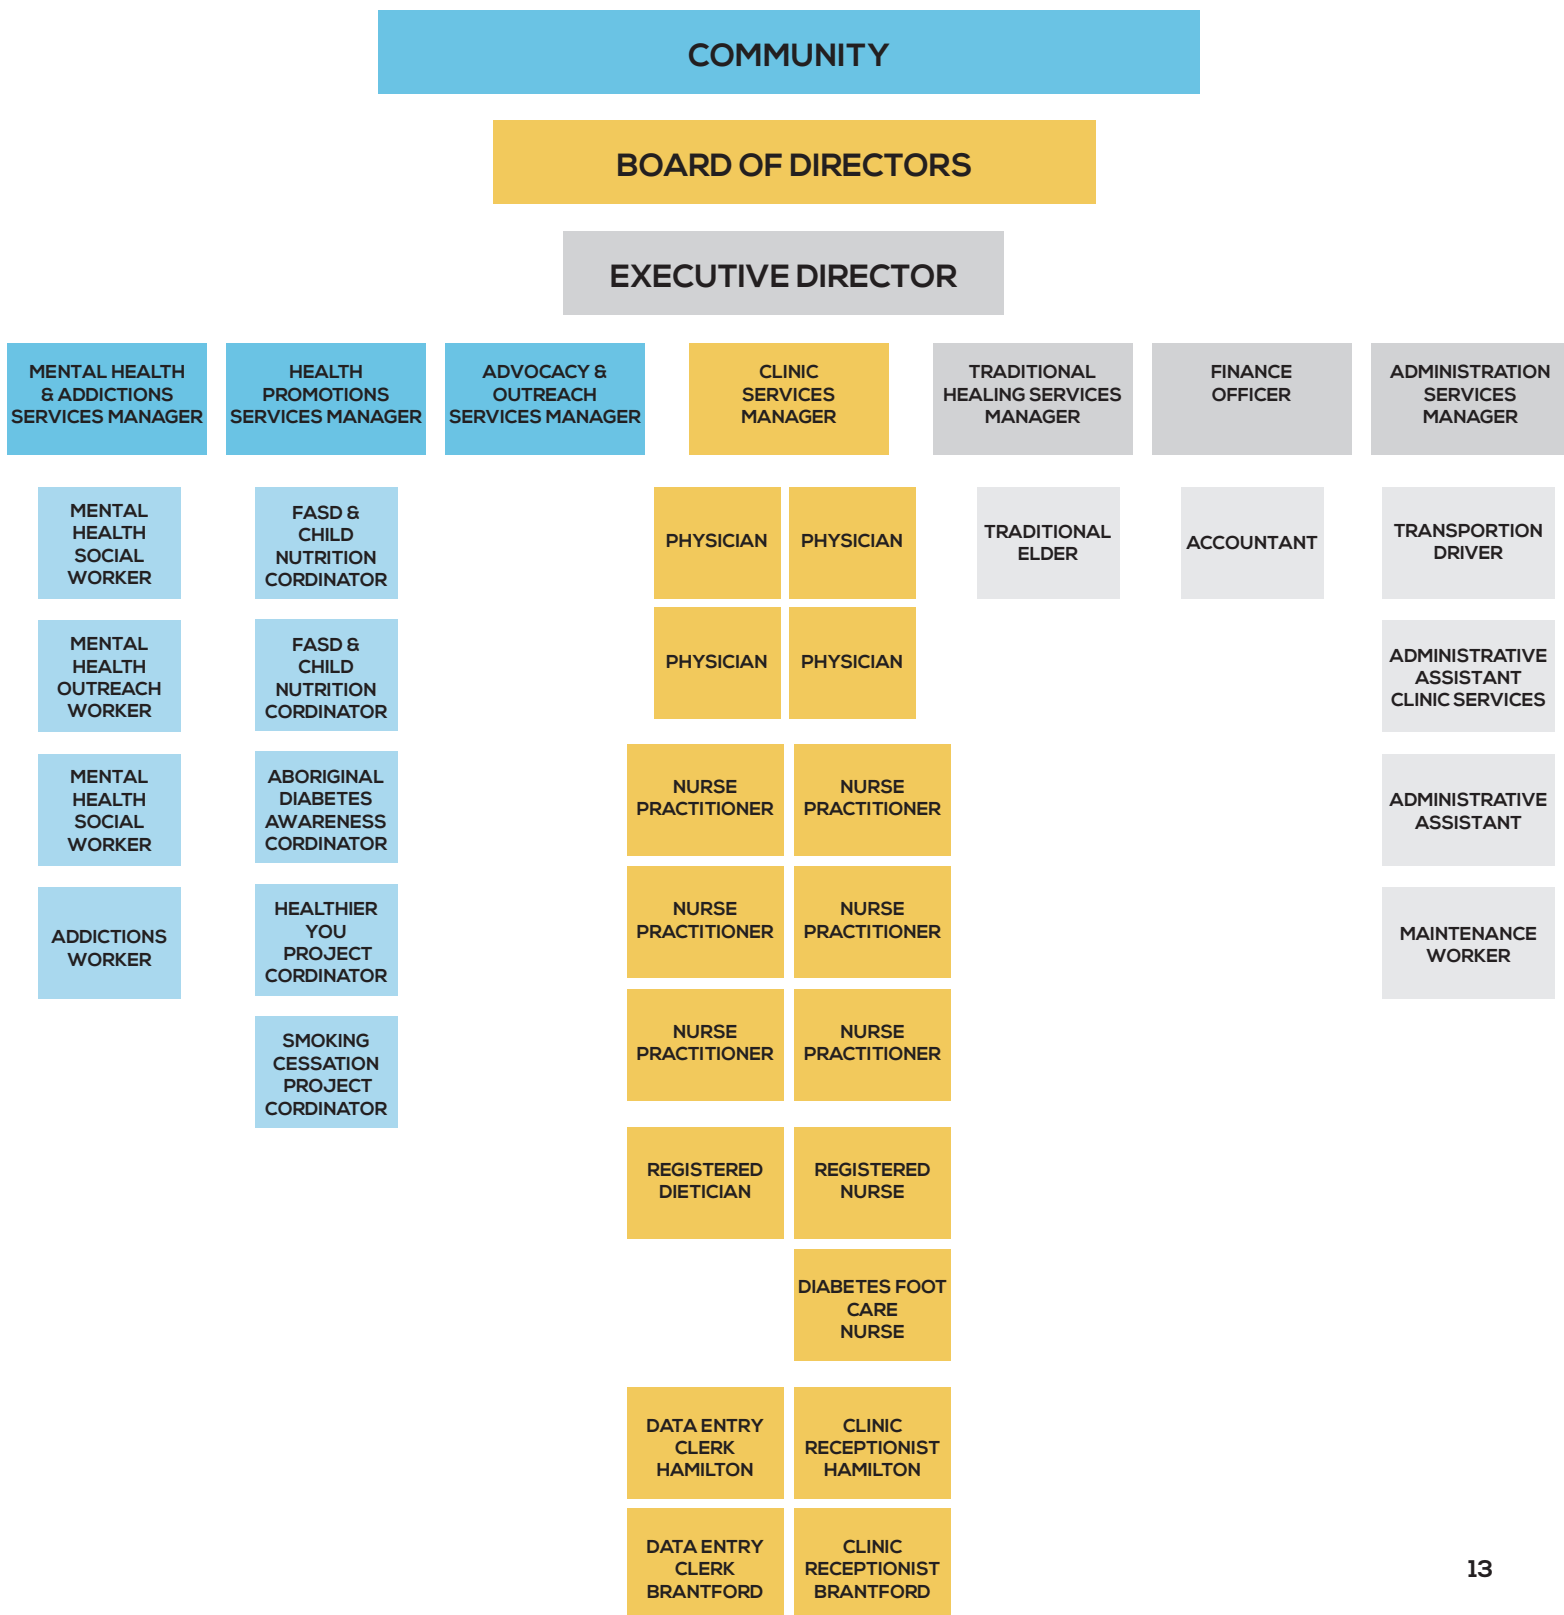 COMMUNITY
BOARD OF DIRECTORS
EXECUTIVE DIRECTOR
MENTAL HEALTH
& ADDICTIONS
SERVICES MANAGER
HEALTH
PROMOTIONS
SERVICES MANAGER
ADVOCACY &
OUTREACH
SERVICES MANAGER
CLINIC
SERVICES
MANAGER
TRADITIONAL
HEALING SERVICES
MANAGER
FINANCE
OFFICER
ADMINISTRATION
SERVICES
MANAGER
MENTAL
HEALTH
SOCIAL
WORKER
MENTAL
HEALTH
OUTREACH
WORKER
MENTAL
HEALTH
SOCIAL
WORKER
ADDICTIONS
WORKER
FASD &
CHILD
NUTRITION
CORDINATOR
FASD &
CHILD
NUTRITION
CORDINATOR
ABORIGINAL
DIABETES
AWARENESS
CORDINATOR
HEALTHIER
YOU
PROJECT
CORDINATOR
SMOKING
CESSATION
PROJECT
CORDINATOR
PHYSICIAN
PHYSICIAN
PHYSICIAN
PHYSICIAN
NURSE
PRACTITIONER
NURSE
PRACTITIONER
NURSE
PRACTITIONER
NURSE
PRACTITIONER
NURSE
PRACTITIONER
NURSE
PRACTITIONER
REGISTERED
DIETICIAN
REGISTERED
NURSE
DIABETES FOOT
CARE
NURSE
DATA ENTRY
CLERK
HAMILTON
CLINIC
RECEPTIONIST
HAMILTON
DATA ENTRY
CLERK
BRANTFORD
CLINIC
RECEPTIONIST
BRANTFORD
TRADITIONAL
ELDER
ACCOUNTANT
TRANSPORTION
DRIVER
ADMINISTRATIVE
ASSISTANT
CLINIC SERVICES
ADMINISTRATIVE
ASSISTANT
MAINTENANCE
WORKER
13